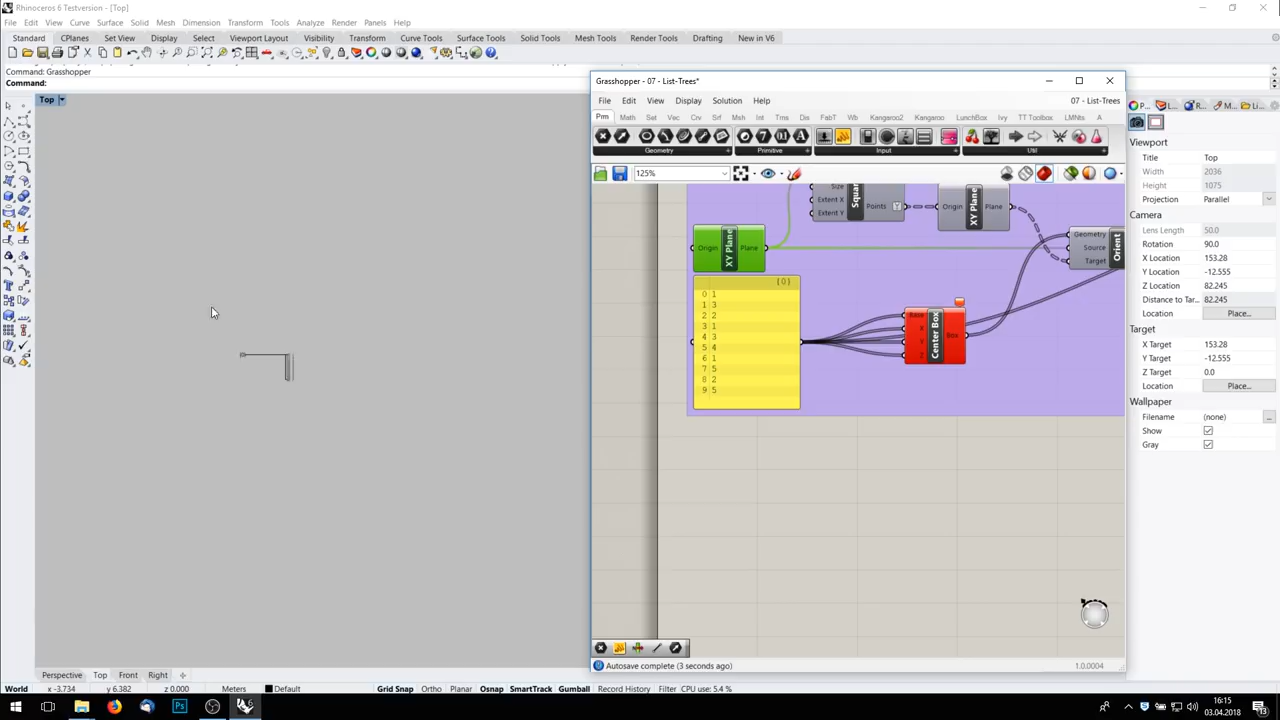 Rhinoceros 6 Testversion - [Top]
File Edit View Curve Surface Solid Mesh Dimension Transform Tools Analyze Render Panels Help
Standard CPlanes Set View Display Select Viewport Layout Visibility Transform Curve Tools Surface Tools Solid Tools Mesh Tools Render Tools Drafting New in V6
Command: Grasshopper
Command:
Top
Grasshopper - 07 - List-Trees*
File Edit View Display Solution Help
07 - List-Trees
Prm Math Set Vec Crv Srf Msh Int Trns Dis FabT Wb Kangaroo2 Kangaroo LunchBox Ivy TT Toolbox LMNts A
Geometry Primitive Input Util
125%
Size
Extent X
Extent Y
Squar
Points
Origin
XY Plane
Plane
Origin
XY Plane
Plane
Geometry
Source
Target
Orient
{0}
0 1
1 3
2 2
3 1
4 3
5 4
6 1
7 5
8 2
9 5
Base
X
Y
Z
Center Box
Box
Autosave complete (3 seconds ago)
1.0.0004
Viewport
Title Top
Width 2036
Height 1075
Projection Parallel
Camera
Lens Length 50.0
Rotation 90.0
X Location 153.28
Y Location -12.555
Z Location 82.245
Distance to Tar... 82.245
Location Place...
Target
X Target 153.28
Y Target -12.555
Z Target 0.0
Location Place...
Wallpaper
Filename (none) ...
Show
Gray
Perspective Top Front Right
World x -3.734 y 6.382 z 0.000 Meters Default Grid Snap Ortho Planar Osnap SmartTrack Gumball Record History Filter CPU use: 5.4 %
16:15
03.04.2018